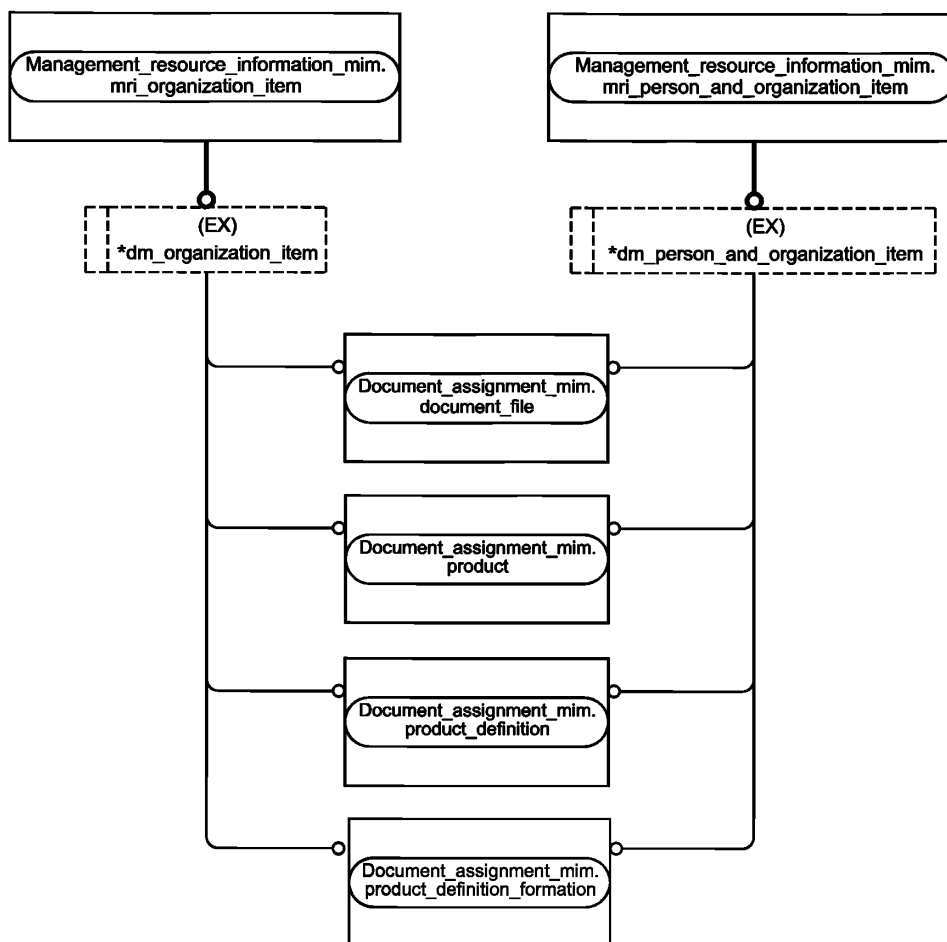 Management_resource_information_mim.
mri_organization_item
Management_resource_information_mim.
mri_person_and_organization_item
(EX)
*dm_organization_item
(EX)
*dm_person_and_organization_item
Document_assignment_mim.
document_file
Document_assignment_mim.
product
Document_assignment_mim.
product_definition
Document_assignment_mim.
product_definition_formation